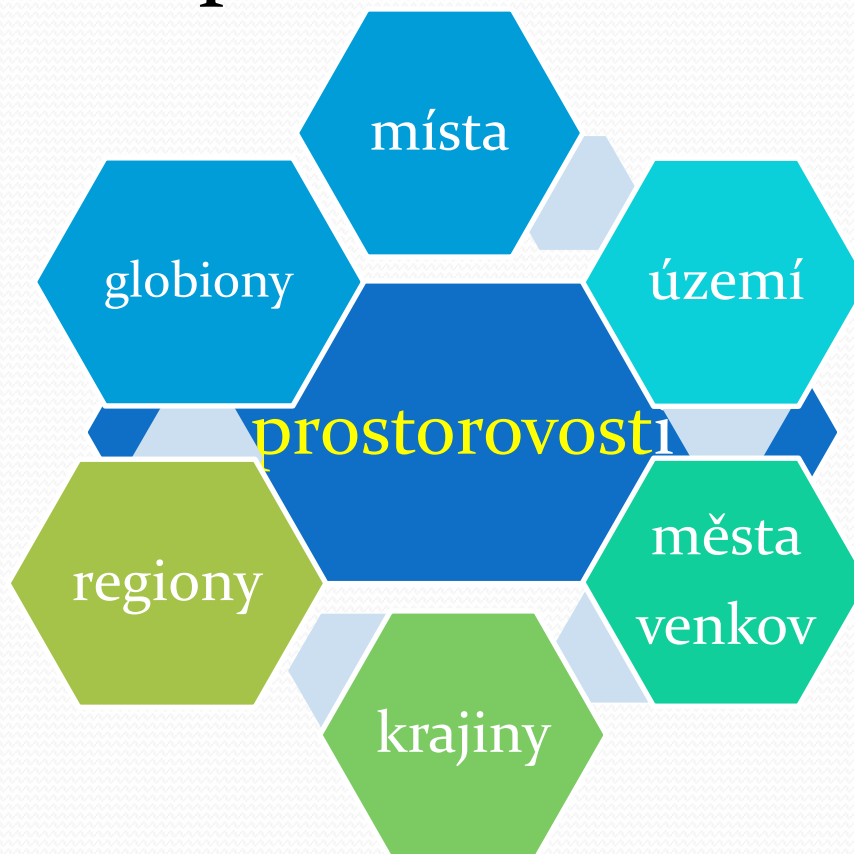 místa
globiony
území
prostorovosti
města
venkov
regiony
krajiny